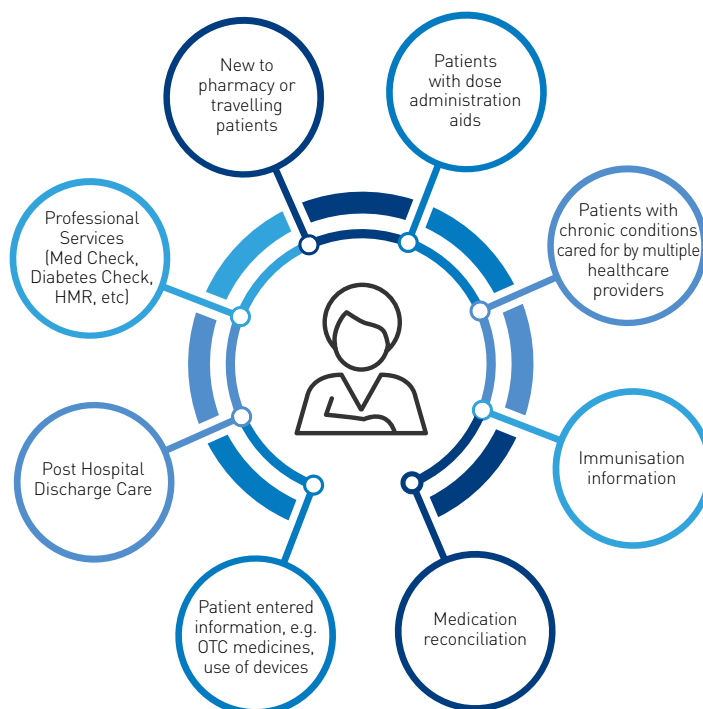 New to
pharmacy or
travelling
patients
Patients
with dose
administration
aids
Professional
Services
(Med Check,
Diabetes Check,
HMR, etc)
Patients with
chronic conditions
cared for by multiple
healthcare
providers
Post Hospital
Discharge Care
Immunisation
information
Patient entered
information, e.g.
OTC medicines,
use of devices
Medication
reconciliation